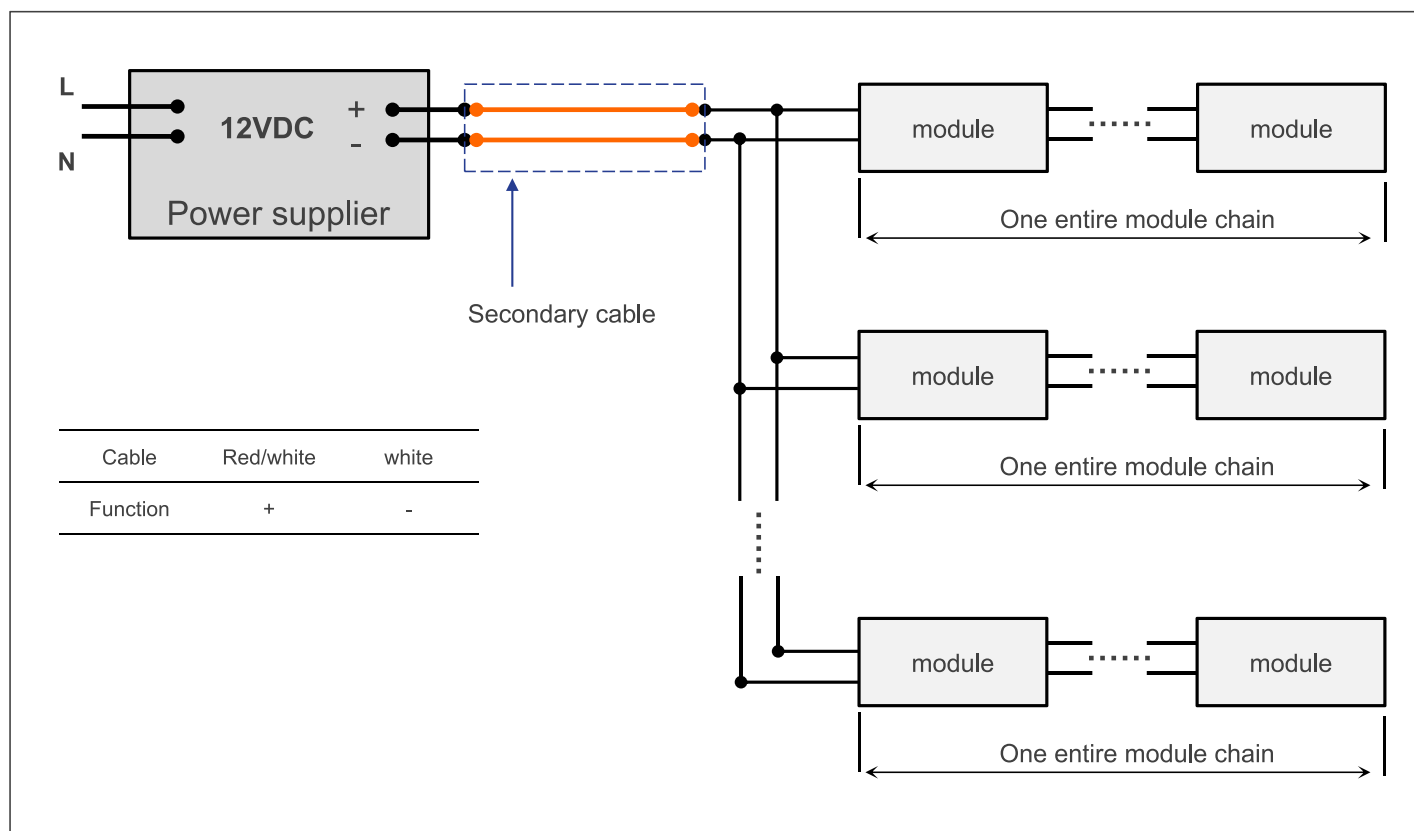 L
N
12VDC
+
-
Power supplier
Secondary cable
module
module
One entire module chain
module
module
One entire module chain
Cable Red/white white
Function + -
module
module
One entire module chain